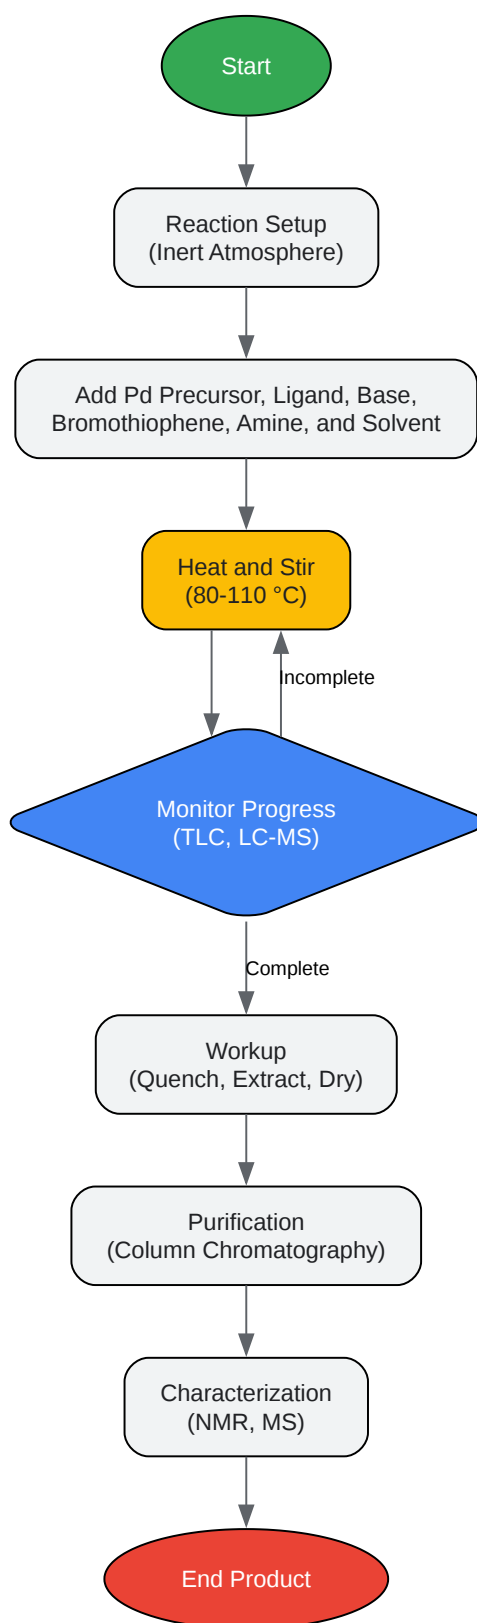 Start
Reaction Setup
(Inert Atmosphere)
Add Pd Precursor, Ligand, Base,
Bromothiophene, Amine, and Solvent
Heat and Stir
(80-110 °C)
Incomplete
Monitor Progress
(TLC, LC-MS)
Complete
Workup
(Quench, Extract, Dry)
Purification
(Column Chromatography)
Characterization
(NMR, MS)
End Product